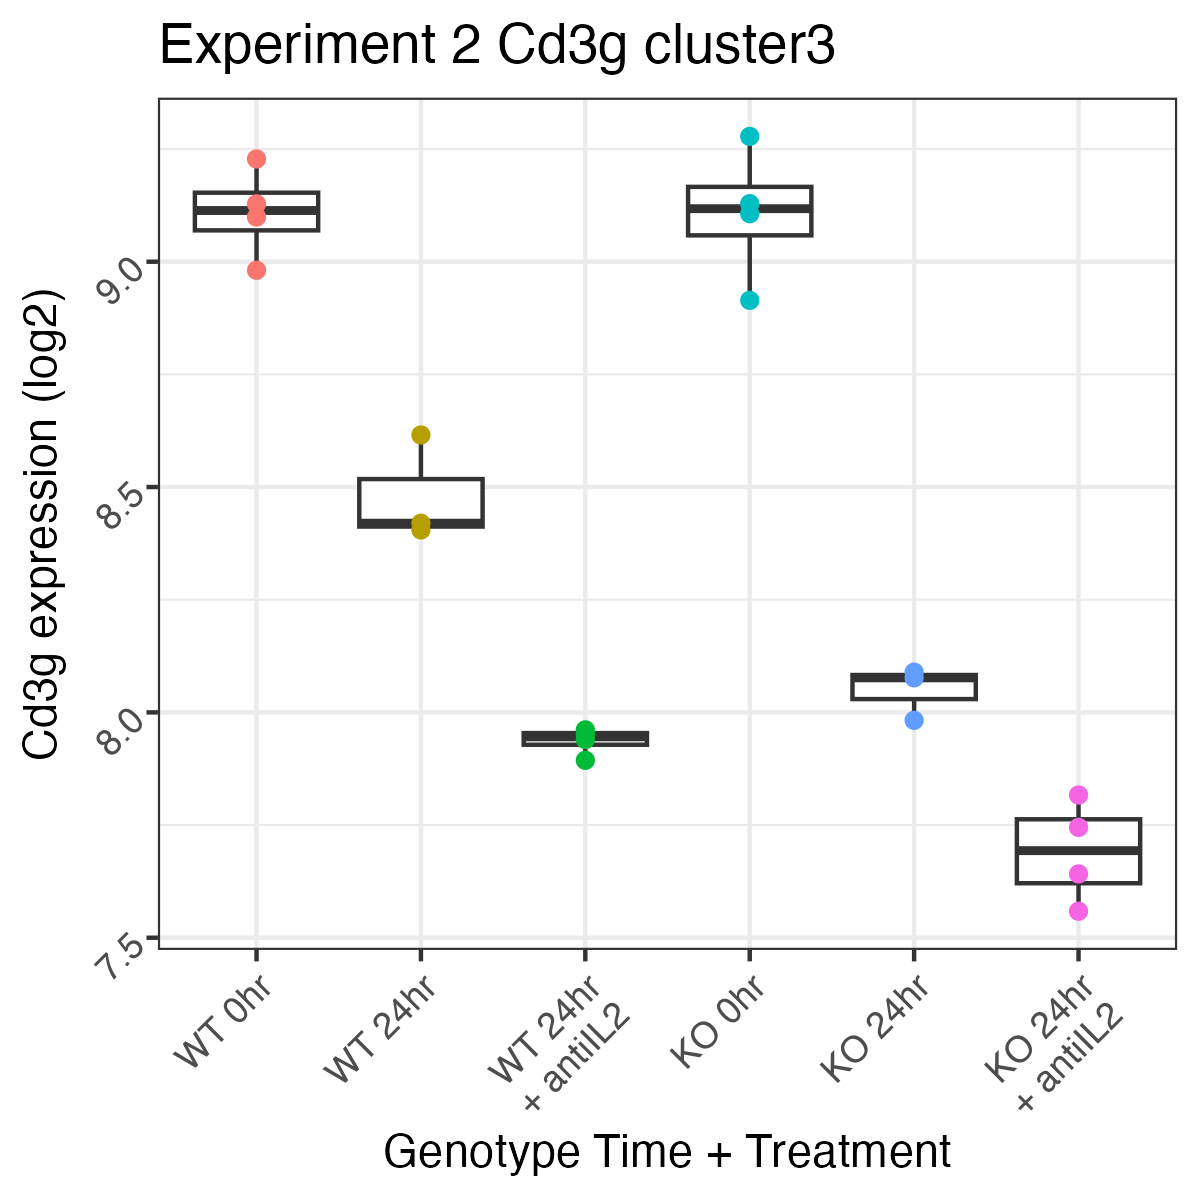 Experiment 2 Cd3g cluster3
Cd3g expression (log2)
9.0
8.5
8.0
7.5
WT 0hr
WT 24hr
WT 24hr
+ antiIL2
KO 0hr
KO 24hr
KO 24hr
+ antiIL2
Genotype Time + Treatment